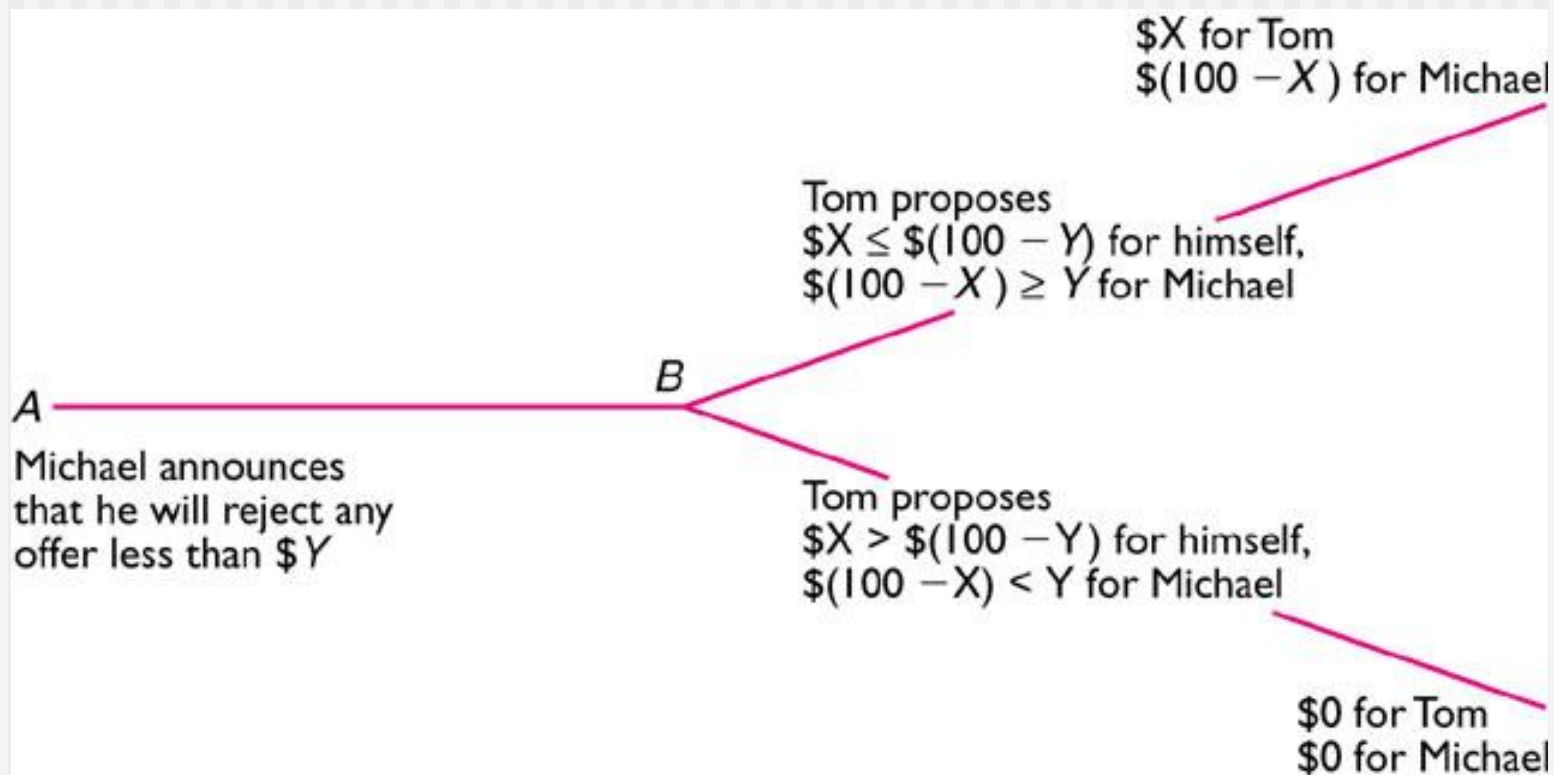 $X for Tom
$(100 – X) for Michael
Tom proposes
$X ≤ $(100 – Y) for himself,
$(100 – X) ≥ Y for Michael
B
A
Michael announces
that he will reject any
offer less than $Y
Tom proposes
$X > $(100 – Y) for himself,
$(100 – X) < Y for Michael
$0 for Tom
$0 for Michael